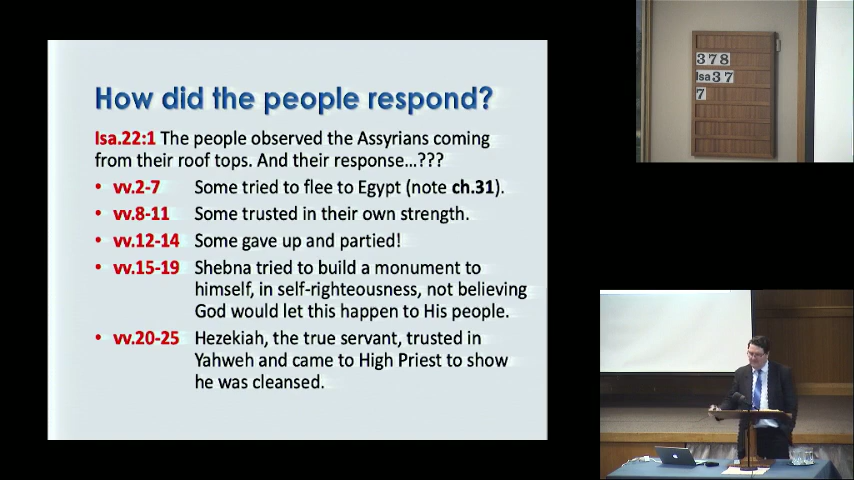 How did the people respond?
Isa.22:1 The people observed the Assyrians coming
from their roof tops. And their response...???
• vv.2-7 Some tried to flee to Egypt (note ch.31).
• vv.8-11 Some trusted in their own strength.
• vv.12-14 Some gave up and partied!
• vv.15-19 Shebna tried to build a monument to
himself, in self-righteousness, not believing
God would let this happen to His people.
• vv.20-25 Hezekiah, the true servant, trusted in
Yahweh and came to High Priest to show
he was cleansed.
378
Isa37
7